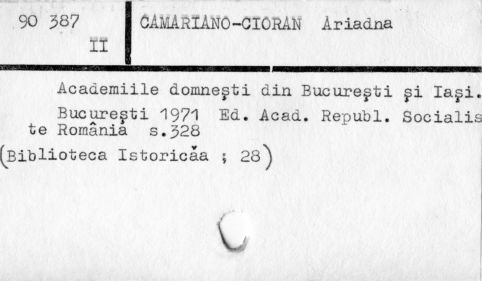 90 387 CAMARIANO-CIORAN Ariadna
II
Academiile domneşti din Bucureşti şi Iaşi.
Bucureşti 1971 Ed. Acad. Republ. Socialis
te România s.328
(Biblioteca Istoricăa ; 28)